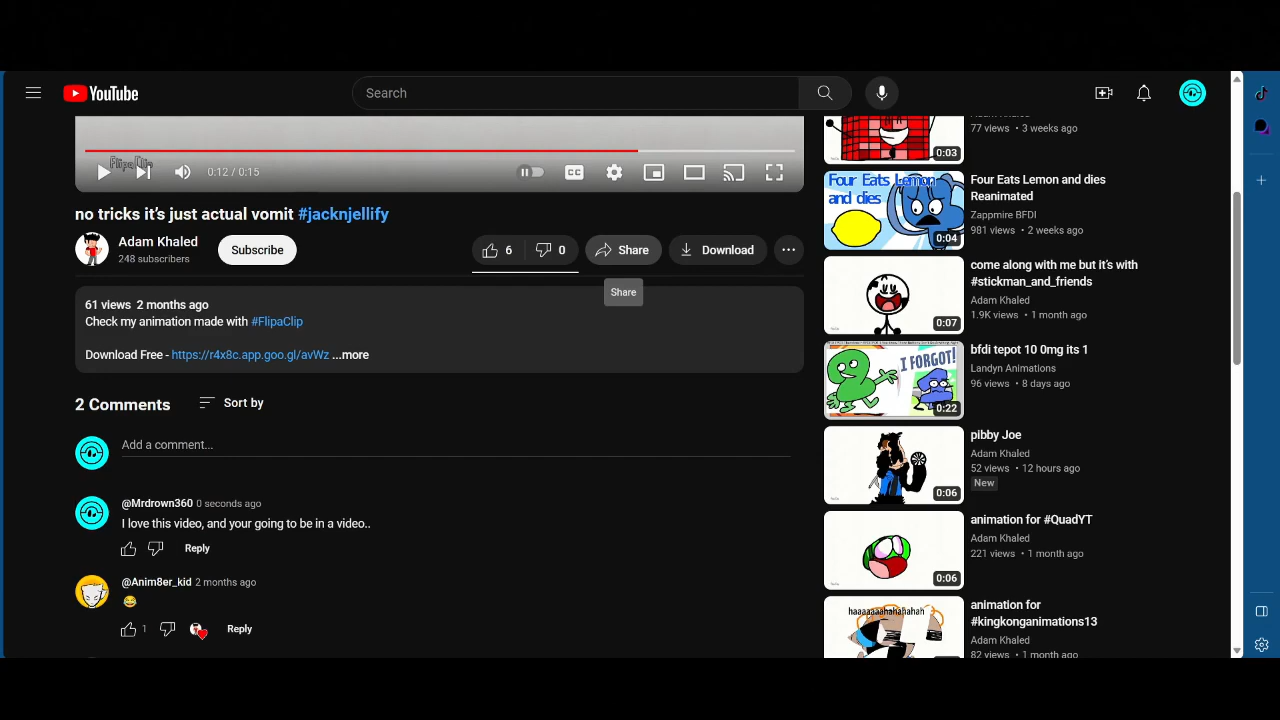 YouTube
Search
FlipaClip
0:12 / 0:15
CC
no tricks it's just actual vomit #jacknjellify
Adam Khaled
248 subscribers
Subscribe
6
0
Share
Download
Share
61 views 2 months ago
Check my animation made with #FlipaClip
Download Free - https://r4x8c.app.goo.gl/avWz ...more
2 Comments
Sort by
Add a comment...
@Mrdrown360 0 seconds ago
I love this video, and your going to be in a video..
Reply
@Anim8er_kid 2 months ago
😂
1
Reply
0:03
77 views • 3 weeks ago
Four Eats Lemon
and dies
0:04
Four Eats Lemon and dies
Reanimated
Zappmire BFDI
981 views • 2 weeks ago
0:07
come along with me but it's with
#stickman_and_friends
Adam Khaled
1.9K views • 1 month ago
I FORGOT!
0:22
bfdi tepot 10 0mg its 1
Landyn Animations
96 views • 8 days ago
0:06
pibby Joe
Adam Khaled
52 views • 12 hours ago
New
0:06
animation for #QuadYT
Adam Khaled
221 views • 1 month ago
haaaaaaahahahahah
animation for
#kingkonganimations13
Adam Khaled
82 views • 1 month ago